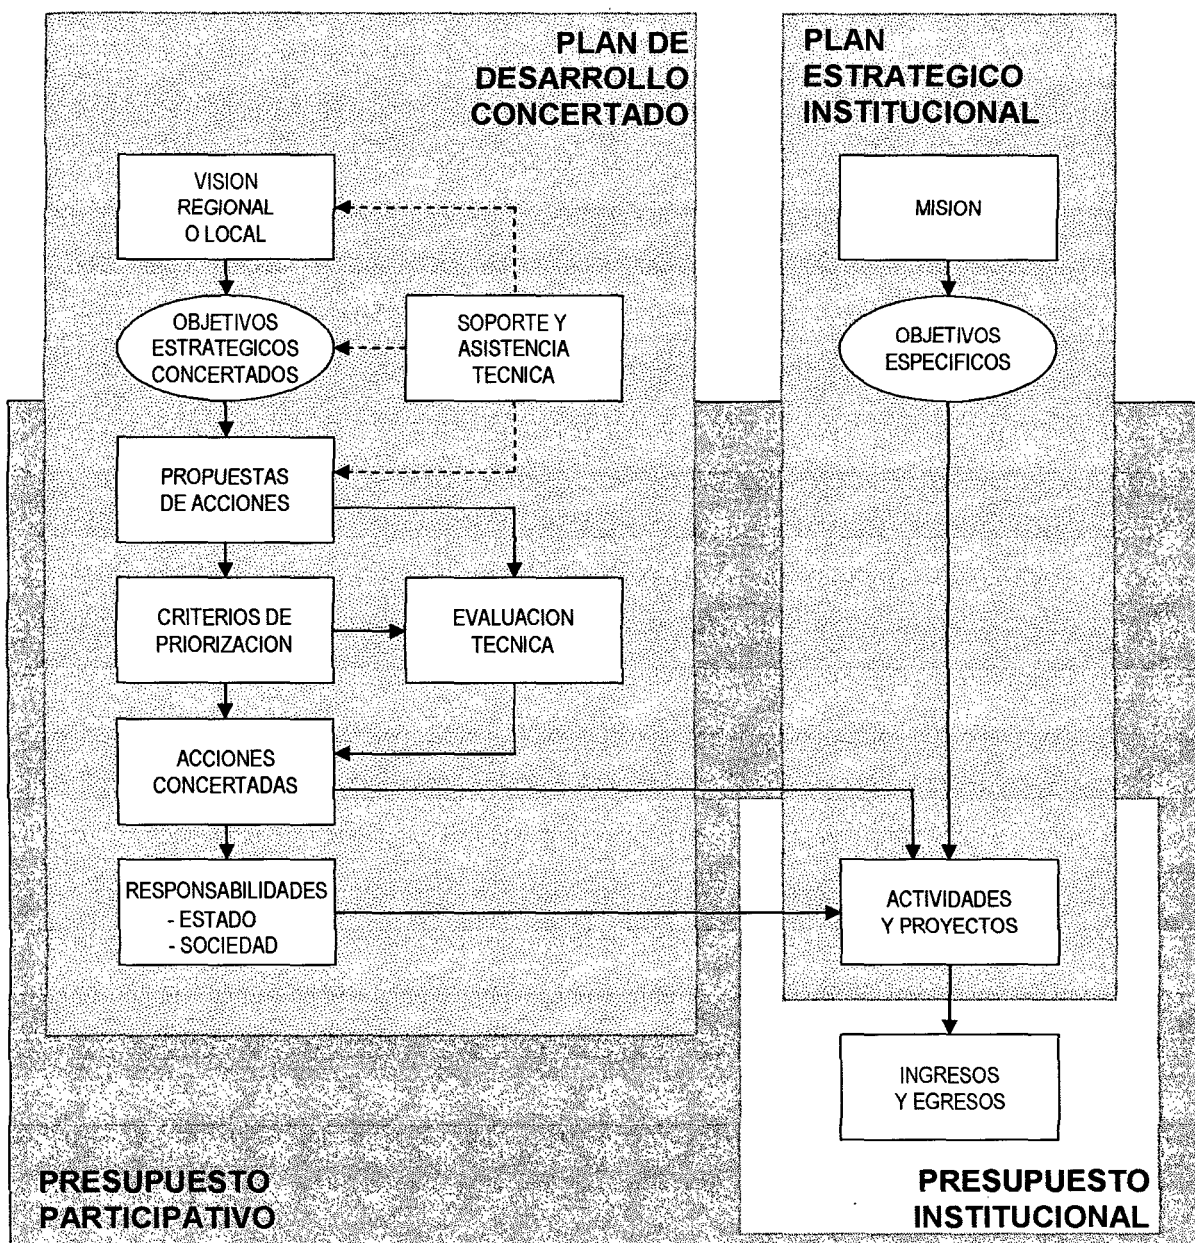 PLAN DE
DESARROLLO
CONCERTADO
PLAN
ESTRATEGICO
INSTITUCIONAL
VISION
REGIONAL
O LOCAL
MISION
OBJETIVOS
ESTRATEGICOS
CONCERTADOS
SOPORTE Y
ASISTENCIA
TECNICA
OBJETIVOS
ESPECIFICOS
PROPUESTAS
DE ACCIONES
CRITERIOS DE
PRIORIZACION
EVALUACION
TECNICA
ACCIONES
CONCERTADAS
RESPONSABILIDADES
- ESTADO
- SOCIEDAD
ACTIVIDADES
Y PROYECTOS
INGRESOS
Y EGRESOS
PRESUPUESTO
PARTICIPATIVO
PRESUPUESTO
INSTITUCIONAL